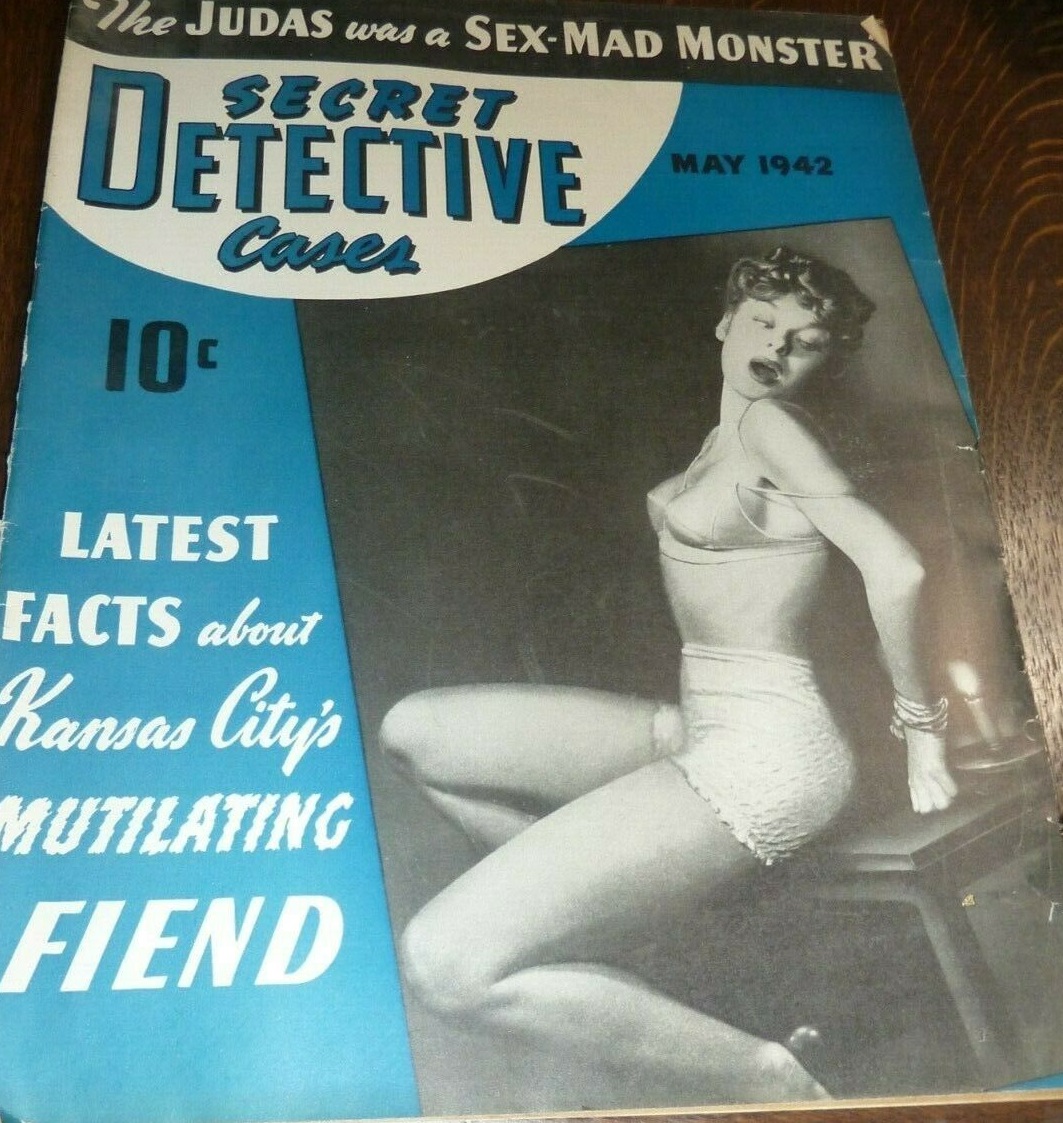 The JUDAS was a SEX-MAD MONSTER
SECRET
DETECTIVE
Cases
MAY 1942
10c
LATEST
FACTS about
Kansas City's
MUTILATING
FIEND